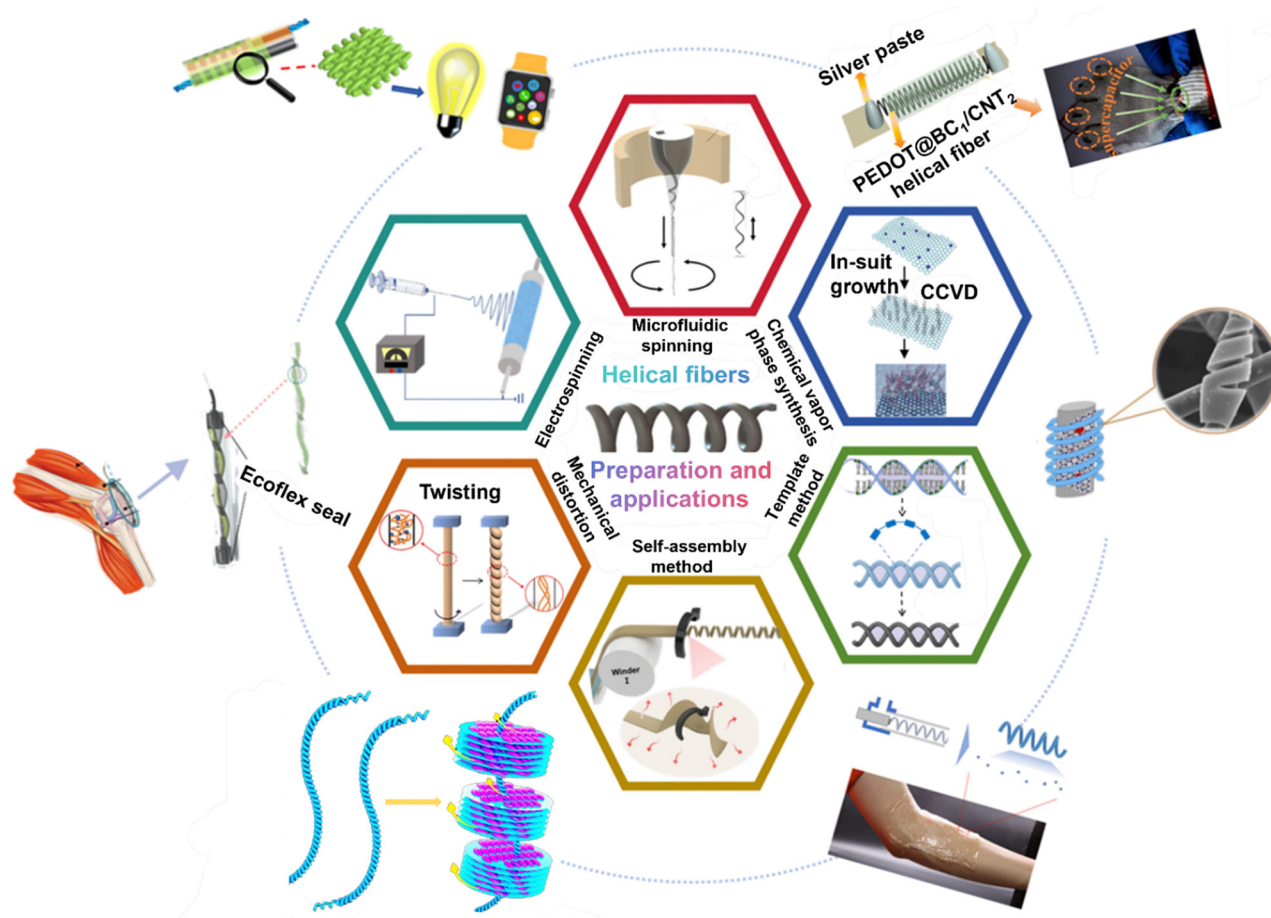 Silver paste
PEDOT@BC₁/CNT₂
helical fiber
Supercapacitor
In-suit
growth
CCVD
Microfluidic
spinning
Chemical vapor
phase synthesis
Electrospinning
Helical fibers
Preparation and
applications
Ecoflex seal
Mechanical
distortion
Template
method
Twisting
Self-assembly
method
Winder
I